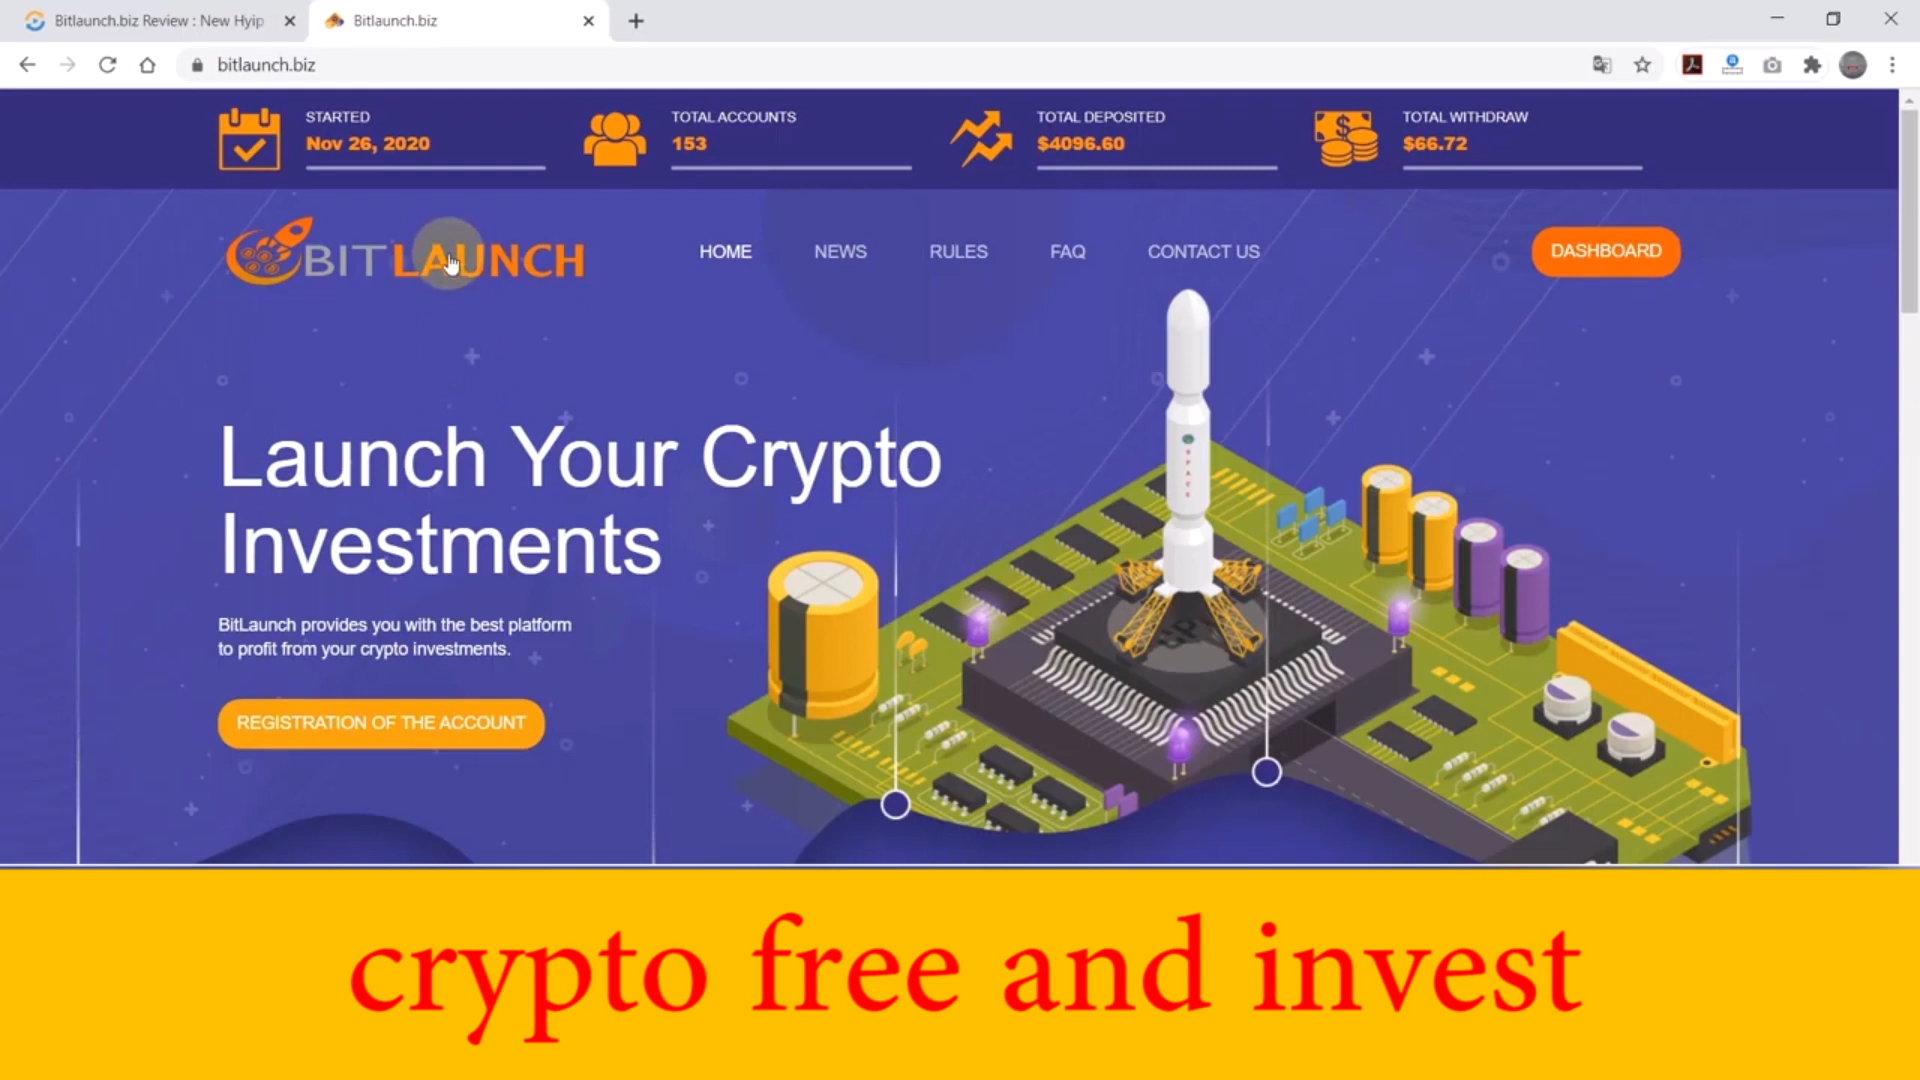 Bitlaunch.biz Review : New Hyip
Bitlaunch.biz
bitlaunch.biz
STARTED
Nov 26, 2020
TOTAL ACCOUNTS
153
TOTAL DEPOSITED
$4096.60
TOTAL WITHDRAW
$66.72
BITLAUNCH
HOME
NEWS
RULES
FAQ
CONTACT US
DASHBOARD
Launch Your Crypto
Investments
BitLaunch provides you with the best platform
to profit from your crypto investments.
REGISTRATION OF THE ACCOUNT
SPACE
crypto free and invest